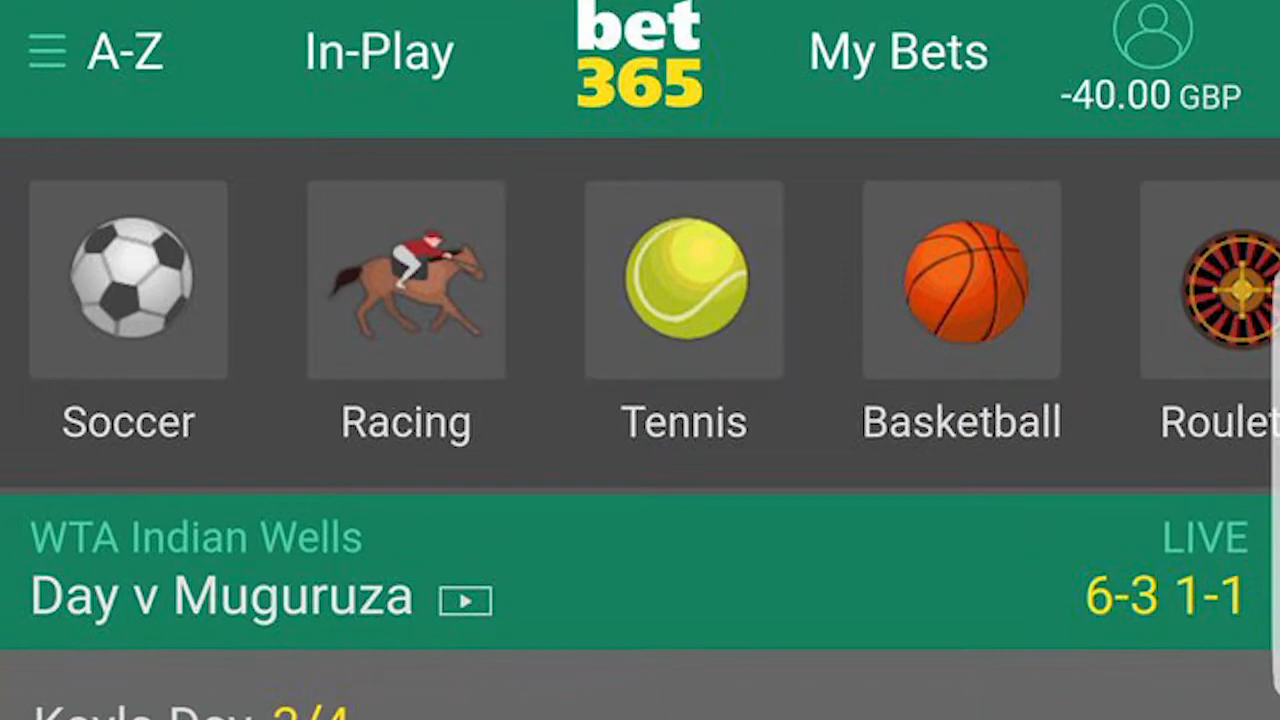 A-Z In-Play bet My Bets
365
-40.00 GBP
Soccer Racing Tennis Basketball
WTA Indian Wells LIVE
Day v Muguruza 6-3 1-1